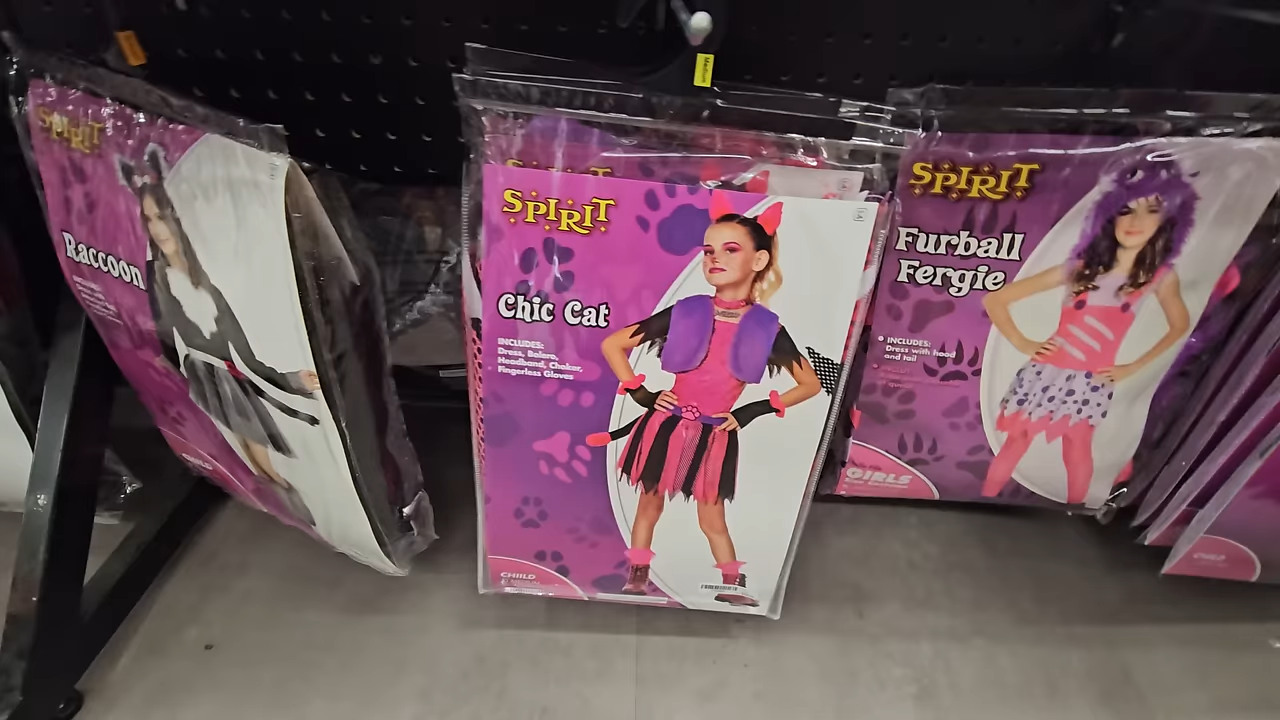 SPIRIT
Raccoon
INCLUDES:
CHILD
Medium
SPIRIT
Chic Cat
INCLUDES:
Dress, Bolero,
Headband, Choker,
Fingerless Gloves
CHILD
SPIRIT
Furball
Fergie
INCLUDES:
Dress with hood
and tail
GIRLS